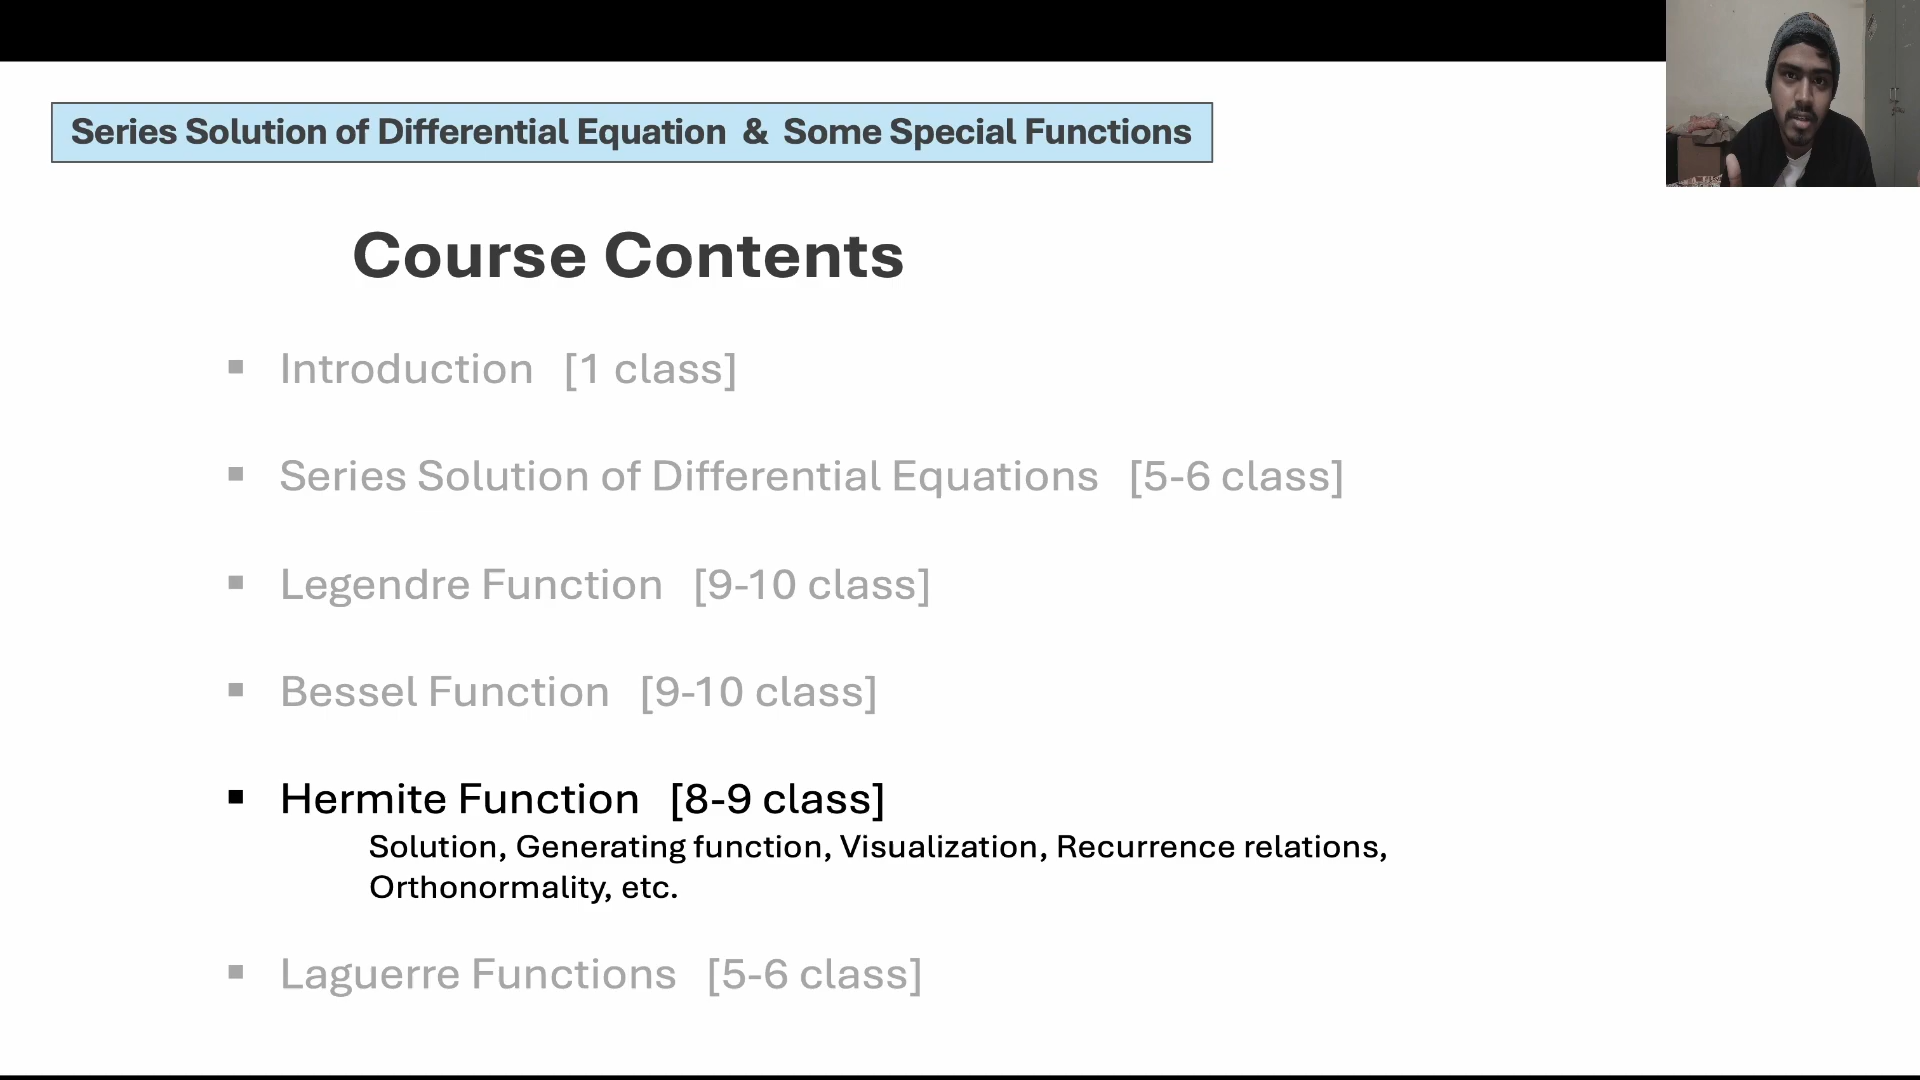 Series Solution of Differential Equation & Some Special Functions
Course Contents
▪ Introduction [1 class]
▪ Series Solution of Differential Equations [5-6 class]
▪ Legendre Function [9-10 class]
▪ Bessel Function [9-10 class]
▪ Hermite Function [8-9 class]
Solution, Generating function, Visualization, Recurrence relations,
Orthonormality, etc.
▪ Laguerre Functions [5-6 class]